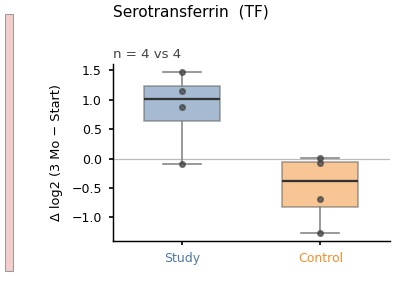 Serotransferrin (TF)
n = 4 vs 4
Δ log2 (3 Mo − Start)
1.5
1.0
0.5
0.0
−0.5
−1.0
Study
Control